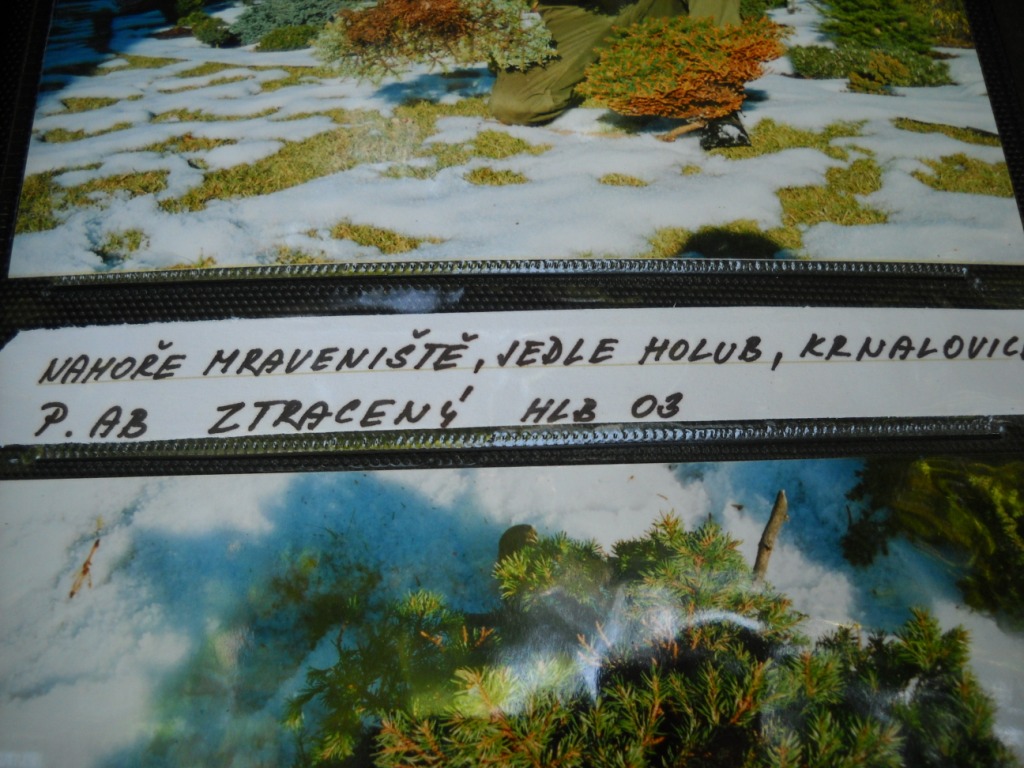 NAHOŘE MRAVENIŠTĚ, JEDLE HOLUB, KRNALOVIC
P. AB ZTRACENÝ HLB 03